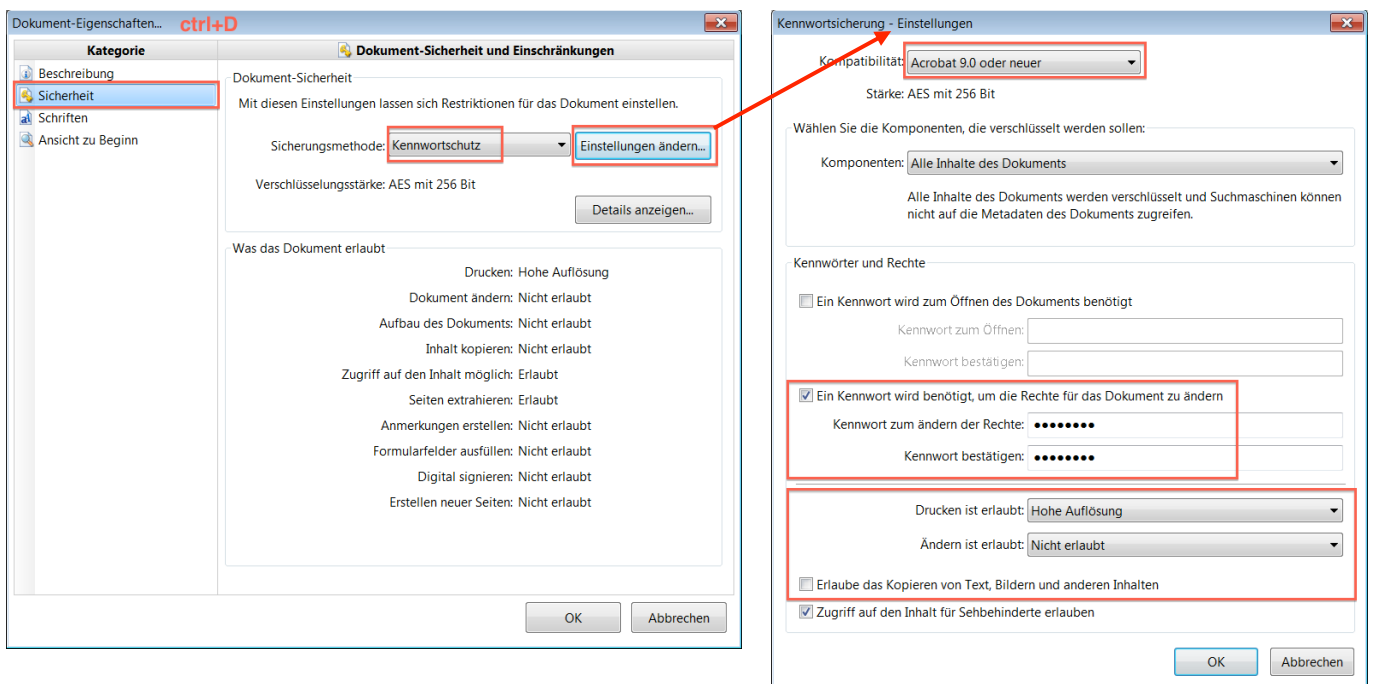 Dokument-Eigenschaften... ctrl+D
Kategorie
Beschreibung
Sicherheit
Schriften
Ansicht zu Beginn
Dokument-Sicherheit und Einschränkungen
Dokument-Sicherheit
Mit diesen Einstellungen lassen sich Restriktionen für das Dokument einstellen.
Sicherungsmethode: Kennwortschutz Einstellungen ändern...
Verschlüsselungsstärke: AES mit 256 Bit
Details anzeigen...
Was das Dokument erlaubt
Drucken: Hohe Auflösung
Dokument ändern: Nicht erlaubt
Aufbau des Dokuments: Nicht erlaubt
Inhalt kopieren: Nicht erlaubt
Zugriff auf den Inhalt möglich: Erlaubt
Seiten extrahieren: Erlaubt
Anmerkungen erstellen: Nicht erlaubt
Formularfelder ausfüllen: Nicht erlaubt
Digital signieren: Nicht erlaubt
Erstellen neuer Seiten: Nicht erlaubt
OK Abbrechen
Kennwortsicherung - Einstellungen
Kompatibilität: Acrobat 9.0 oder neuer
Stärke: AES mit 256 Bit
Wählen Sie die Komponenten, die verschlüsselt werden sollen:
Komponenten: Alle Inhalte des Dokuments
Alle Inhalte des Dokuments werden verschlüsselt und Suchmaschinen können
nicht auf die Metadaten des Dokuments zugreifen.
Kennwörter und Rechte
Ein Kennwort wird zum Öffnen des Dokuments benötigt
Kennwort zum Öffnen:
Kennwort bestätigen:
Ein Kennwort wird benötigt, um die Rechte für das Dokument zu ändern
Kennwort zum ändern der Rechte: ●●●●●●●●
Kennwort bestätigen: ●●●●●●●●
Drucken ist erlaubt: Hohe Auflösung
Ändern ist erlaubt: Nicht erlaubt
Erlaube das Kopieren von Text, Bildern und anderen Inhalten
Zugriff auf den Inhalt für Sehbehinderte erlauben
OK Abbrechen